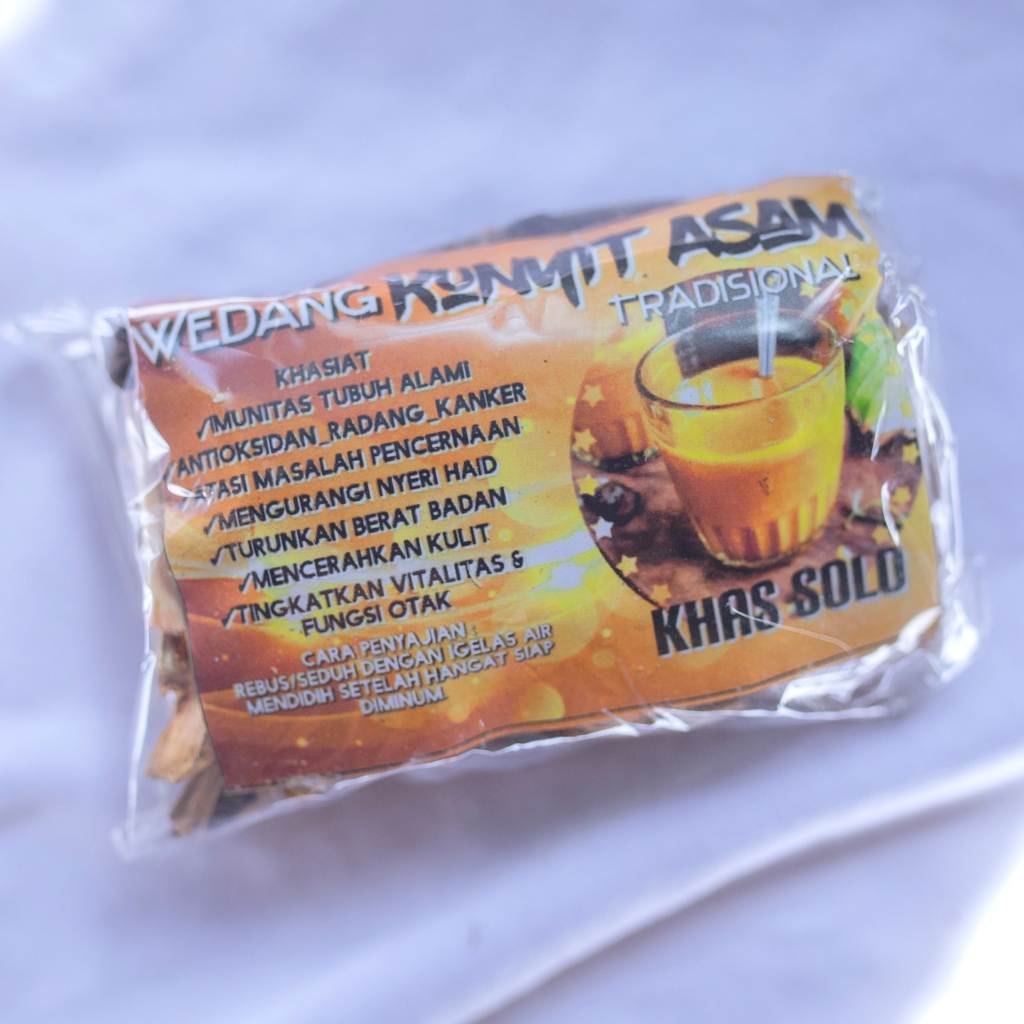 WEDANG KUNYIT ASAM
TRADISIONAL
KHASIAT
✓IMUNITAS TUBUH ALAMI
✓ANTIOKSIDAN_RADANG_KANKER
✓ATASI MASALAH PENCERNAAN
✓MENGURANGI NYERI HAID
✓TURUNKAN BERAT BADAN
✓MENCERAHKAN KULIT
✓TINGKATKAN VITALITAS &
FUNGSI OTAK
CARA PENYAJIAN :
REBUS/SEDUH DENGAN 1GELAS AIR
MENDIDIH SETELAH HANGAT SIAP
DIMINUM.
KHAS SOLO